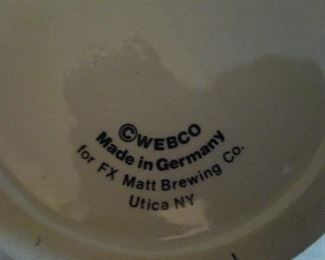 ©WEBCO
Made in Germany
for FX Matt Brewing Co.
Utica NY